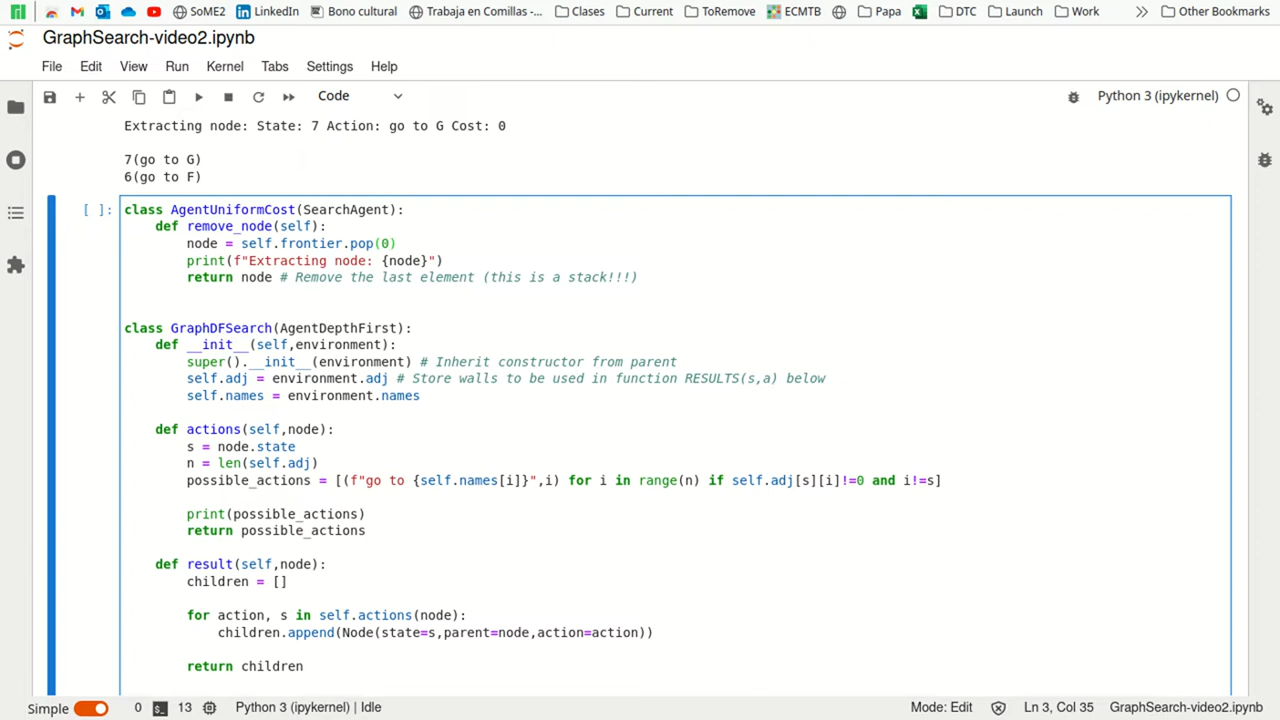 SoME2 LinkedIn Bono cultural Trabaja en Comillas -... Clases Current ToRemove ECMTB Papa DTC Launch Work Other Bookmarks
GraphSearch-video2.ipynb
File Edit View Run Kernel Tabs Settings Help
Code Python 3 (ipykernel)
Extracting node: State: 7 Action: go to G Cost: 0
7(go to G)
6(go to F)
[ ]: class AgentUniformCost(SearchAgent):
def remove_node(self):
node = self.frontier.pop(0)
print(f"Extracting node: {node}")
return node # Remove the last element (this is a stack!!!)
class GraphDFSearch(AgentDepthFirst):
def __init__(self,environment):
super().__init__(environment) # Inherit constructor from parent
self.adj = environment.adj # Store walls to be used in function RESULTS(s,a) below
self.names = environment.names
def actions(self,node):
s = node.state
n = len(self.adj)
possible_actions = [(f"go to {self.names[i]}",i) for i in range(n) if self.adj[s][i]!=0 and i!=s]
print(possible_actions)
return possible_actions
def result(self,node):
children = []
for action, s in self.actions(node):
children.append(Node(state=s,parent=node,action=action))
return children
Simple 0 13 Python 3 (ipykernel) | Idle Mode: Edit Ln 3, Col 35 GraphSearch-video2.ipynb